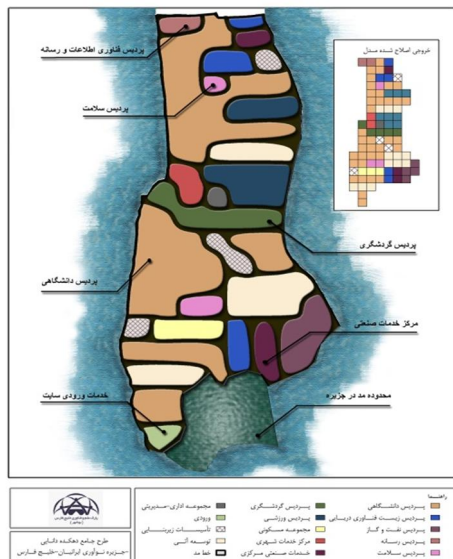 پردیس فناوری اطلاعات و رسانه
خروجی اصلاح شده مدل
پردیس سلامت
پردیس گردشگری
پردیس دانشگاهی
مرکز خدمات صنعتی
خدمات ورودی سایت
محدوده مد در جزیره
راهنما
پردیس دانشگاهی
پردیس زیست فناوری دریایی
پردیس نفت و گاز
پردیس رسانه
پردیس سلامت
پردیس گردشگری
پردیس ورزشی
مرکز خدمات شهری
مجموعه مسکونی
خدمات صنعتی مرکزی
مجموعه اداری-مدیریتی
ورودی
تأسیسات زیربنایی
توسعه آتی
خط مد
طرح جامع دهکده دانایی
-جزیره نوآوری ایرانیان-خلیج فارس